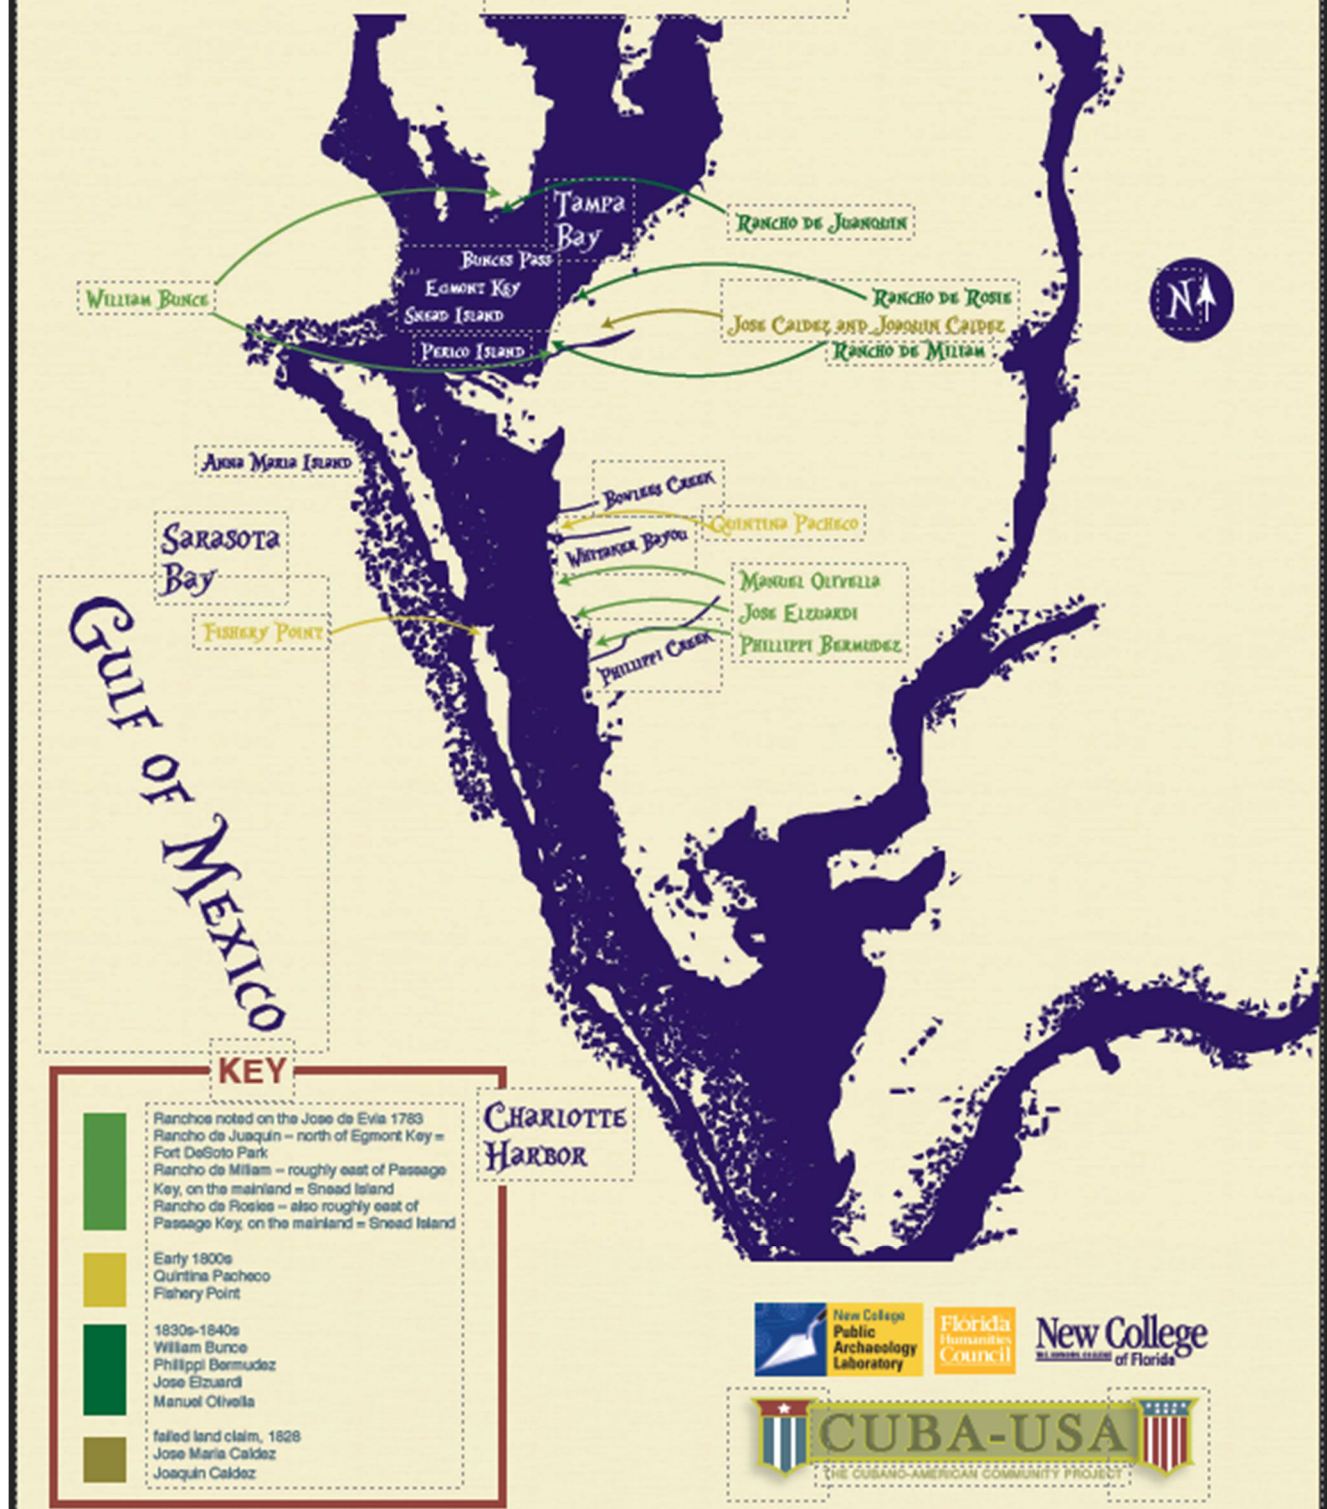 Tampa
Bay
Rancho de Juanquin
Bunces Pass
Egmont Key
Snead Island
William Bunce
Rancho de Rosie
Jose Caldez and Joaquin Caldez
Rancho de Miliam
Perico Island
N
Anna Maria Island
Bowlees Creek
Quintina Pacheco
Whitaker Bayou
Sarasota
Bay
Manuel Olivella
Jose Elzuardi
Phillippi Bermudez
Fishery Point
Phillippi Creek
Gulf of Mexico
KEY
Ranchos noted on the Jose de Evia 1783
Rancho de Juaquin – north of Egmont Key =
Fort DeSoto Park
Rancho de Miliam – roughly east of Passage
Key, on the mainland = Snead Island
Rancho de Rosies – also roughly east of
Passage Key, on the mainland = Snead Island
Early 1800s
Quintina Pacheco
Fishery Point
1830s-1840s
William Bunce
Phillippi Bermudez
Jose Elzuardi
Manuel Olivella
failed land claim, 1828
Jose Maria Caldez
Joaquin Caldez
Charlotte
Harbor
New College
Public
Archaeology
Laboratory
Florida
Humanities
Council
New College
of Florida
CUBA-USA
THE CUBANO-AMERICAN COMMUNITY PROJECT